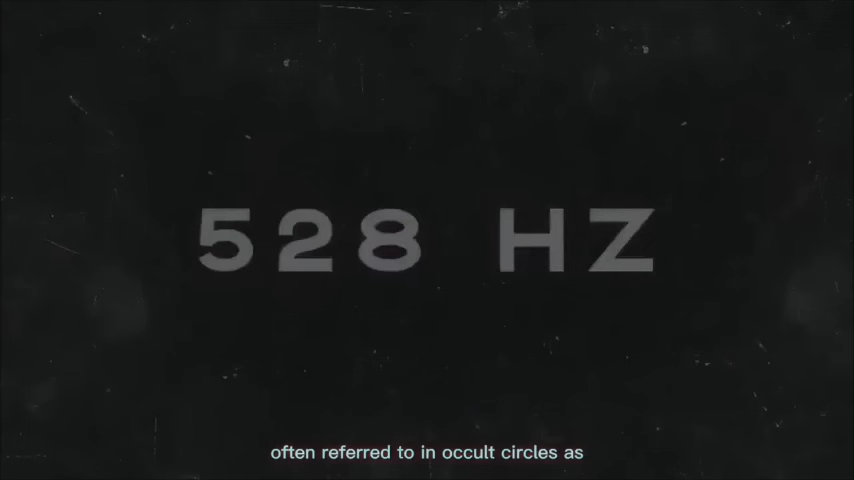 528 HZ
often referred to in occult circles as